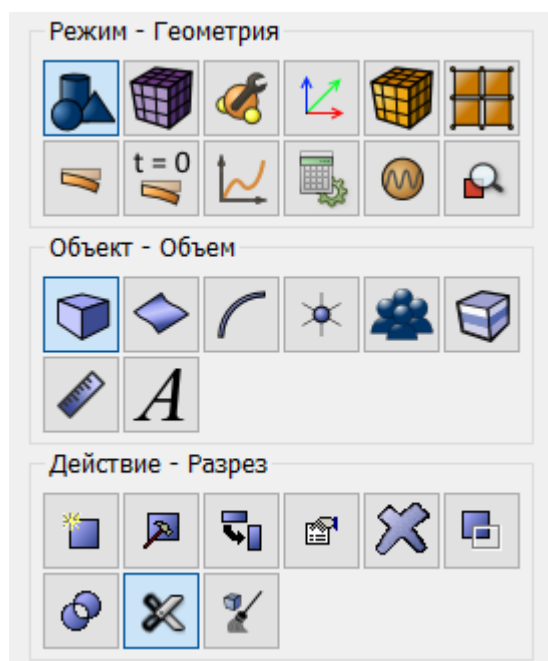 Режим - Геометрия
t = 0
Объект - Объем
A
Действие - Разрез